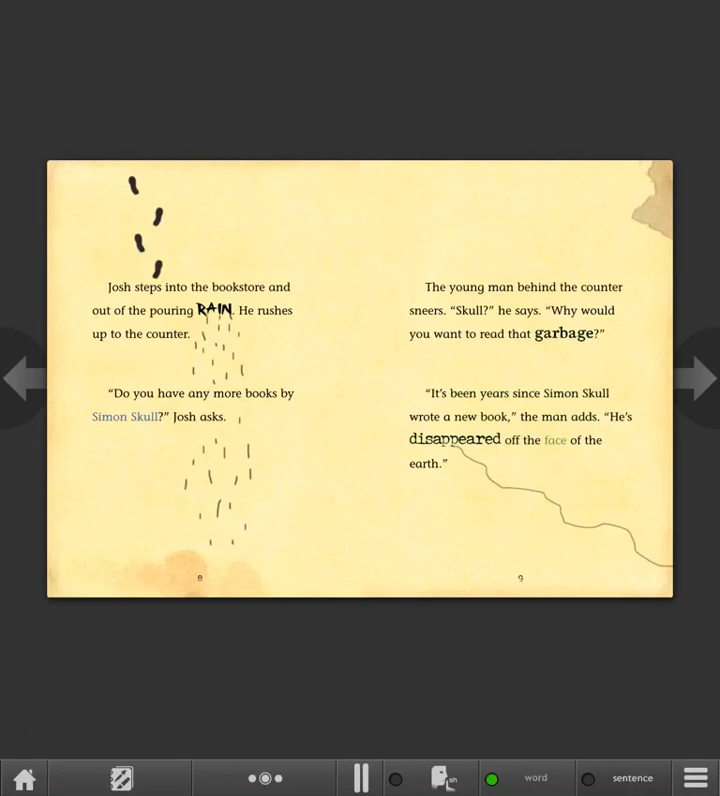 Josh steps into the bookstore and
out of the pouring RAIN. He rushes
up to the counter.
“Do you have any more books by
Simon Skull?” Josh asks.
8
The young man behind the counter
sneers. “Skull?” he says. “Why would
you want to read that garbage?”
“It’s been years since Simon Skull
wrote a new book,” the man adds. “He’s
disappeared off the face of the
earth.”
9
sh
word
sentence